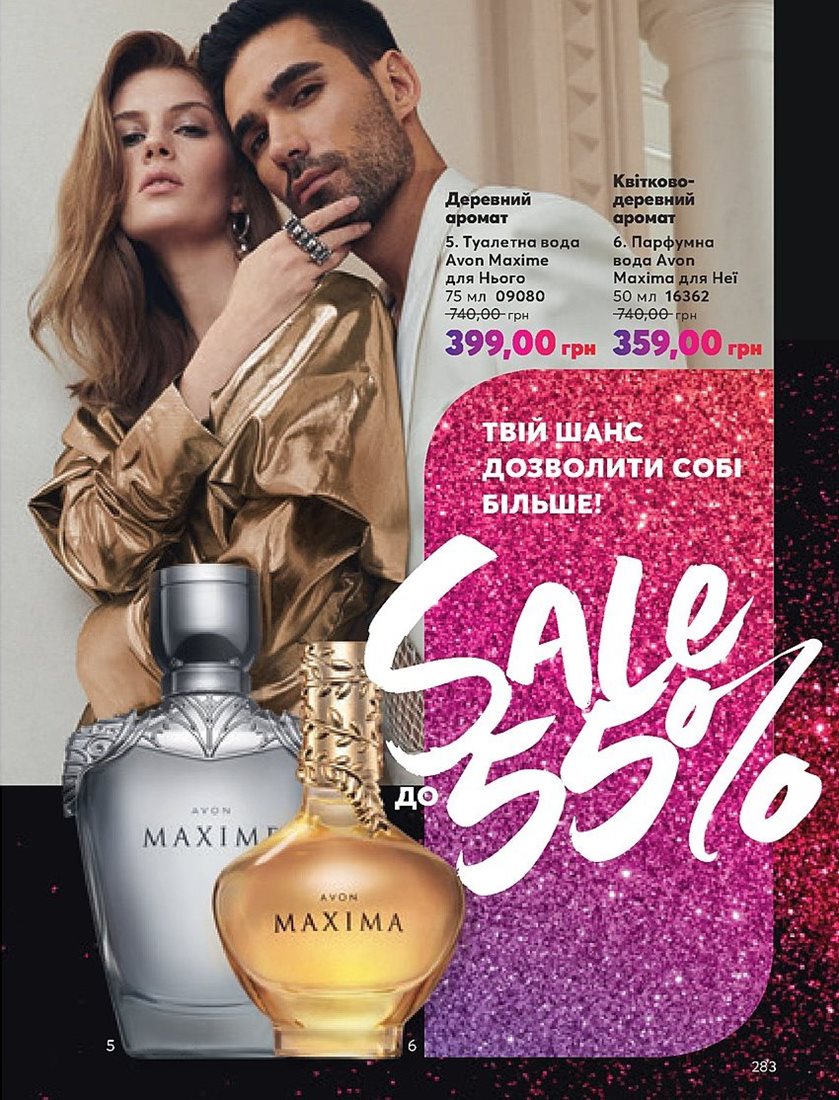 Деревний
аромат
5. Туалетна вода
Avon Maxime
для Нього
75 мл 09080
740,00 грн
399,00 грн
Квітково-
деревний
аромат
6. Парфумна
вода Avon
Maxima для Неї
50 мл 16362
740,00 грн
359,00 грн
ТВІЙ ШАНС
ДОЗВОЛИТИ СОБІ
БІЛЬШЕ!
SALE
ДО 55%
AVON
MAXIME
AVON
MAXIMA
5
6
283